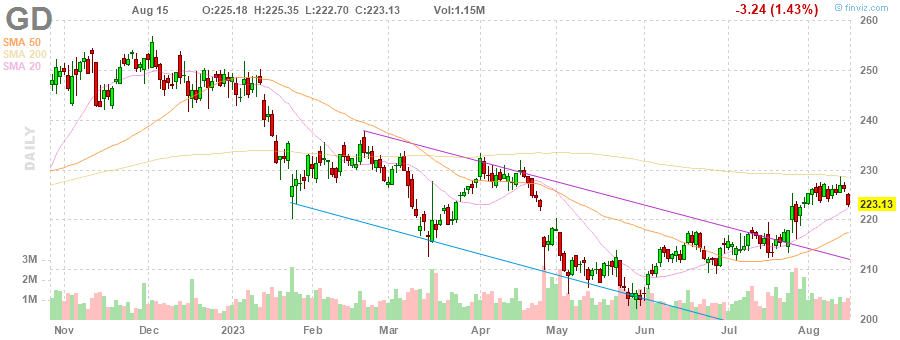 GD Aug 15 O:225.18 H:225.35 L:222.70 C:223.13 Vol:1.15M -3.24 (1.43%) © finviz.com
SMA 50
SMA 200
SMA 20
DAILY
260
250
240
230
223.13
220
210
200
3M
2M
1M
Nov Dec 2023 Feb Mar Apr May Jun Jul Aug